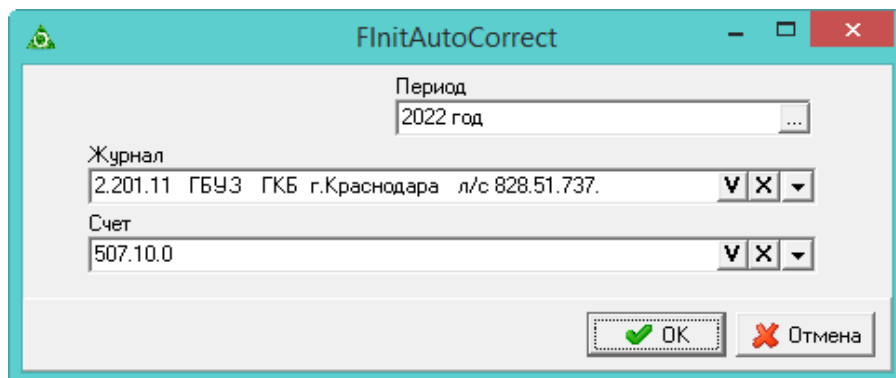 FInitAutoCorrect
Период
2022 год
...
Журнал
2.201.11 ГБУЗ ГКБ г.Краснодара л/с 828.51.737.
V X
Счет
507.10.0
V X
OK
Отмена